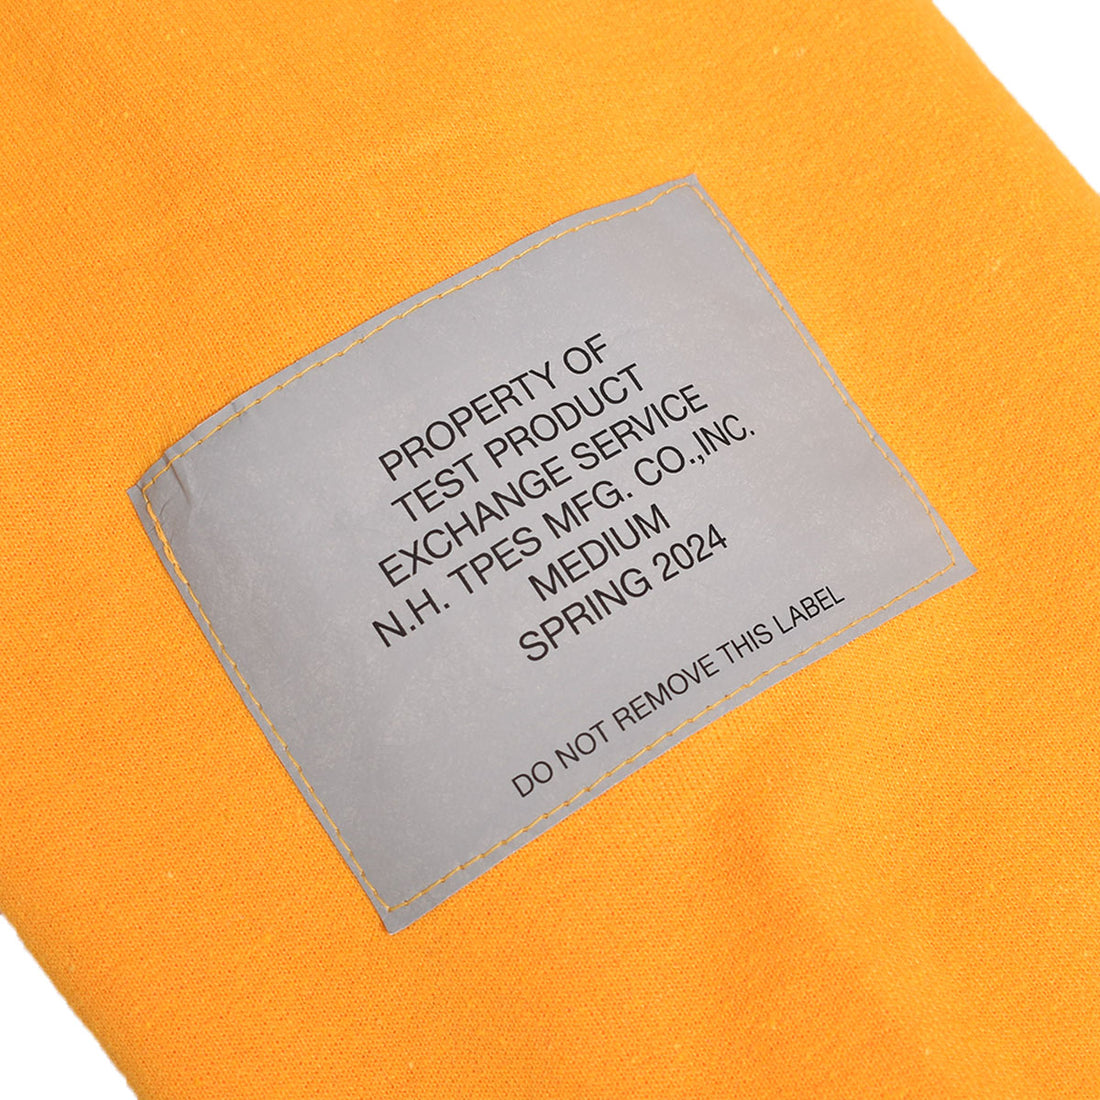 PROPERTY OF
TEST PRODUCT
EXCHANGE SERVICE
N.H. TPES MFG. CO.,INC.
MEDIUM
SPRING 2024
DO NOT REMOVE THIS LABEL